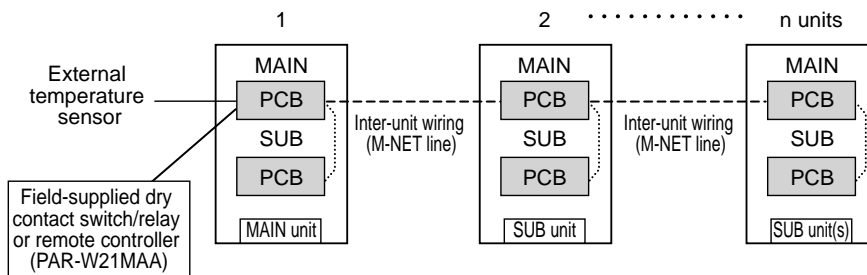 1
2
n units
MAIN
MAIN
MAIN
External
temperature
sensor
PCB
PCB
PCB
Inter-unit wiring
(M-NET line)
Inter-unit wiring
(M-NET line)
SUB
SUB
SUB
PCB
PCB
PCB
Field-supplied dry
contact switch/relay
or remote controller
(PAR-W21MAA)
MAIN unit
SUB unit
SUB unit(s)